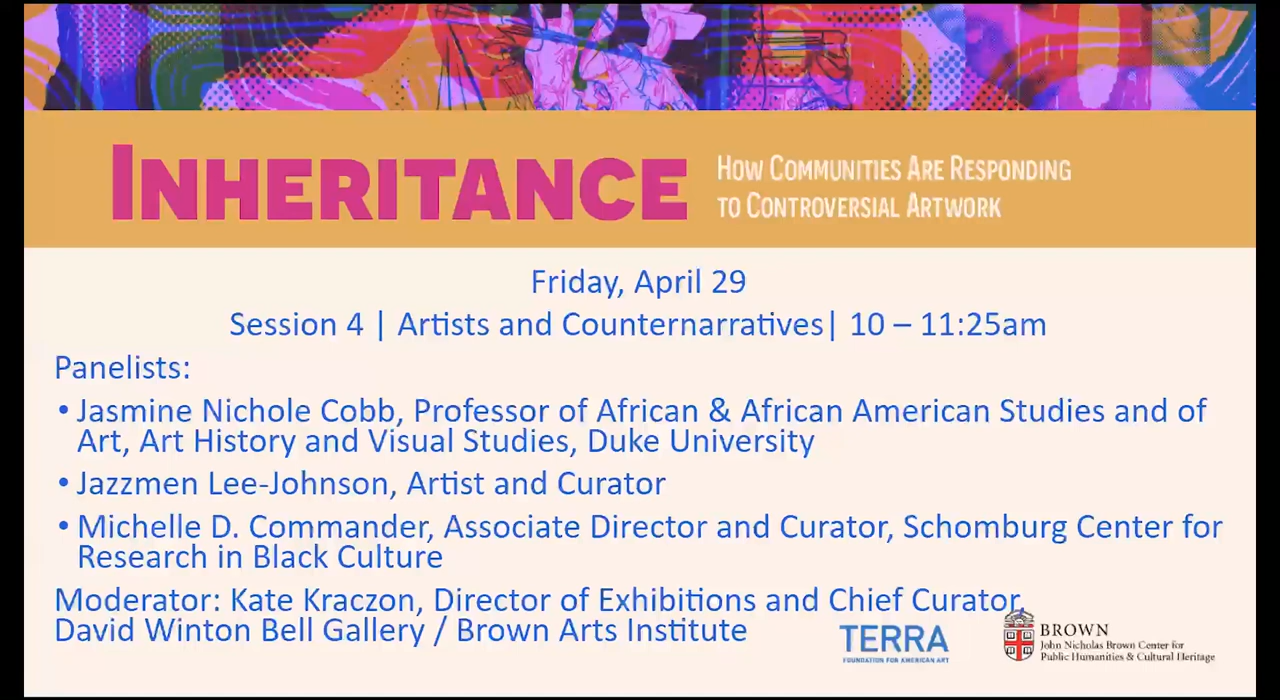 INHERITANCE
HOW COMMUNITIES ARE RESPONDING
TO CONTROVERSIAL ARTWORK
Friday, April 29
Session 4 | Artists and Counternarratives| 10 – 11:25am
Panelists:
• Jasmine Nichole Cobb, Professor of African & African American Studies and of
Art, Art History and Visual Studies, Duke University
• Jazzmen Lee-Johnson, Artist and Curator
• Michelle D. Commander, Associate Director and Curator, Schomburg Center for
Research in Black Culture
Moderator: Kate Kraczon, Director of Exhibitions and Chief Curator,
David Winton Bell Gallery / Brown Arts Institute
TERRA
FOUNDATION FOR AMERICAN ART
BROWN
John Nicholas Brown Center for
Public Humanities & Cultural Heritage